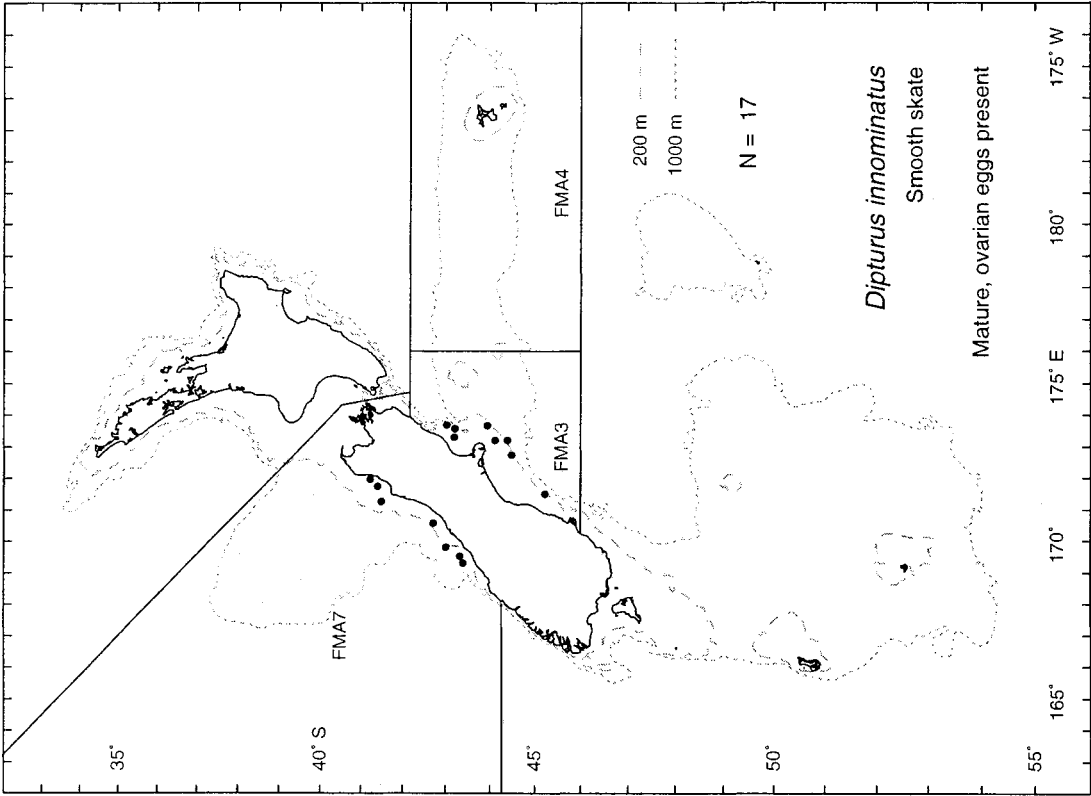 35°
40° S
45°
50°
55°
165°
170°
175° E
180°
175° W
FMA7
FMA3
FMA4
200 m
1000 m
N = 17
Dipturus innominatus
Smooth skate
Mature, ovarian eggs present